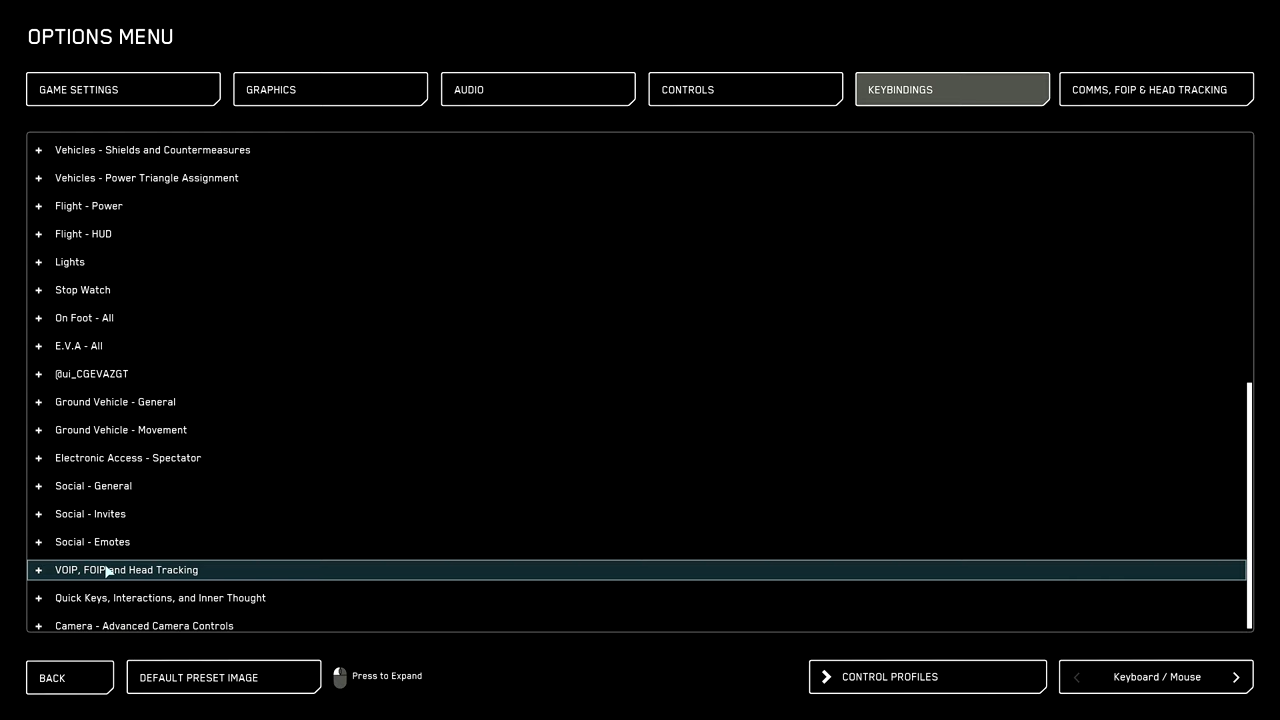 OPTIONS MENU
GAME SETTINGS
GRAPHICS
AUDIO
CONTROLS
KEYBINDINGS
COMMS, FOIP & HEAD TRACKING
+ Vehicles - Shields and Countermeasures
+ Vehicles - Power Triangle Assignment
+ Flight - Power
+ Flight - HUD
+ Lights
+ Stop Watch
+ On Foot - All
+ E.V.A - All
+ @ui_CGEVAZGT
+ Ground Vehicle - General
+ Ground Vehicle - Movement
+ Electronic Access - Spectator
+ Social - General
+ Social - Invites
+ Social - Emotes
+ VOIP, FOIP and Head Tracking
+ Quick Keys, Interactions, and Inner Thought
+ Camera - Advanced Camera Controls
BACK
DEFAULT PRESET IMAGE
Press to Expand
CONTROL PROFILES
Keyboard / Mouse